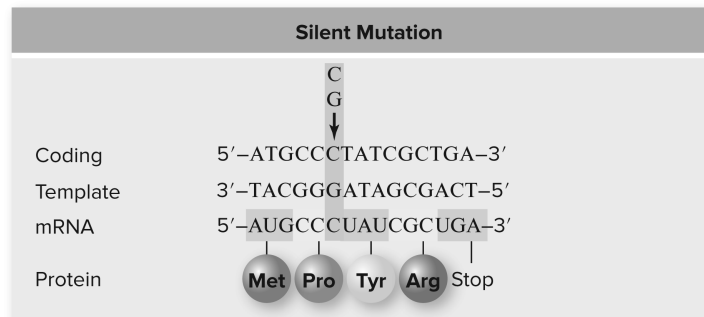 Silent Mutation
C
G
Coding 5′–ATGCCCTATCGCTGA–3′
Template 3′–TACGGGATAGCGACT–5′
mRNA 5′–AUGCCCUAUCGCUGA–3′
Protein Met Pro Tyr Arg Stop